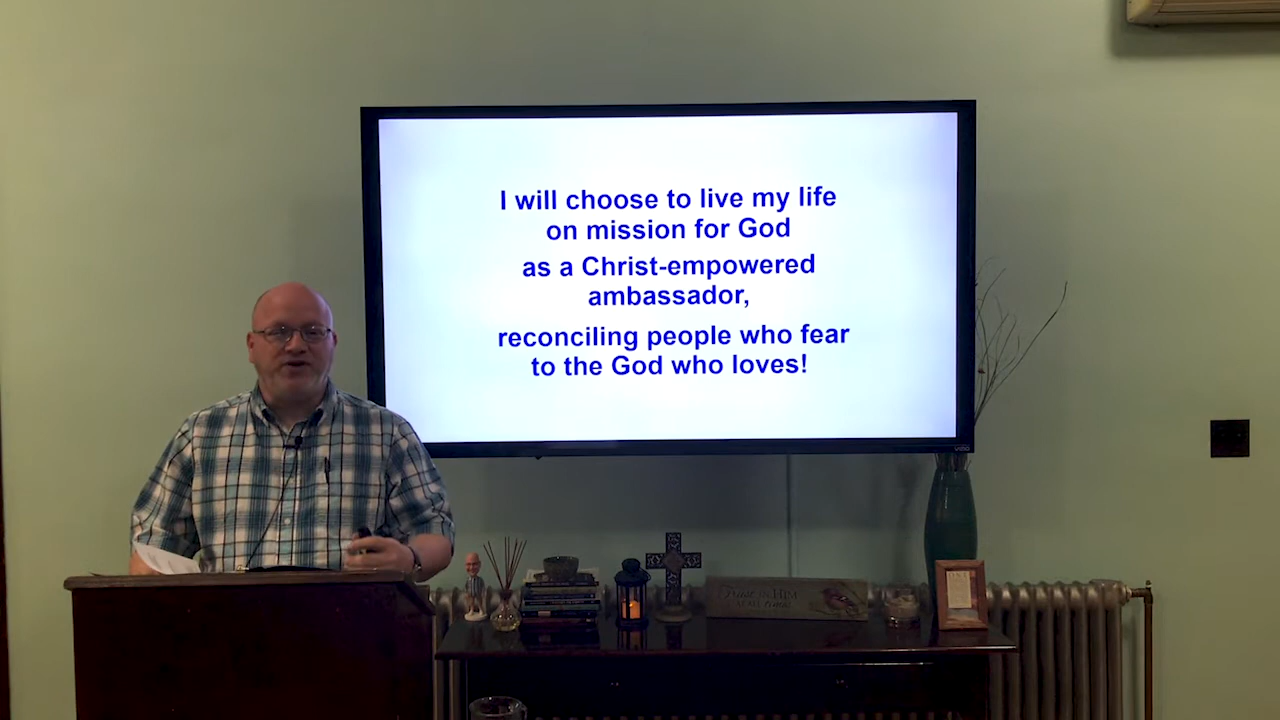 I will choose to live my life
on mission for God
as a Christ-empowered
ambassador,
reconciling people who fear
to the God who loves!
VIZIO